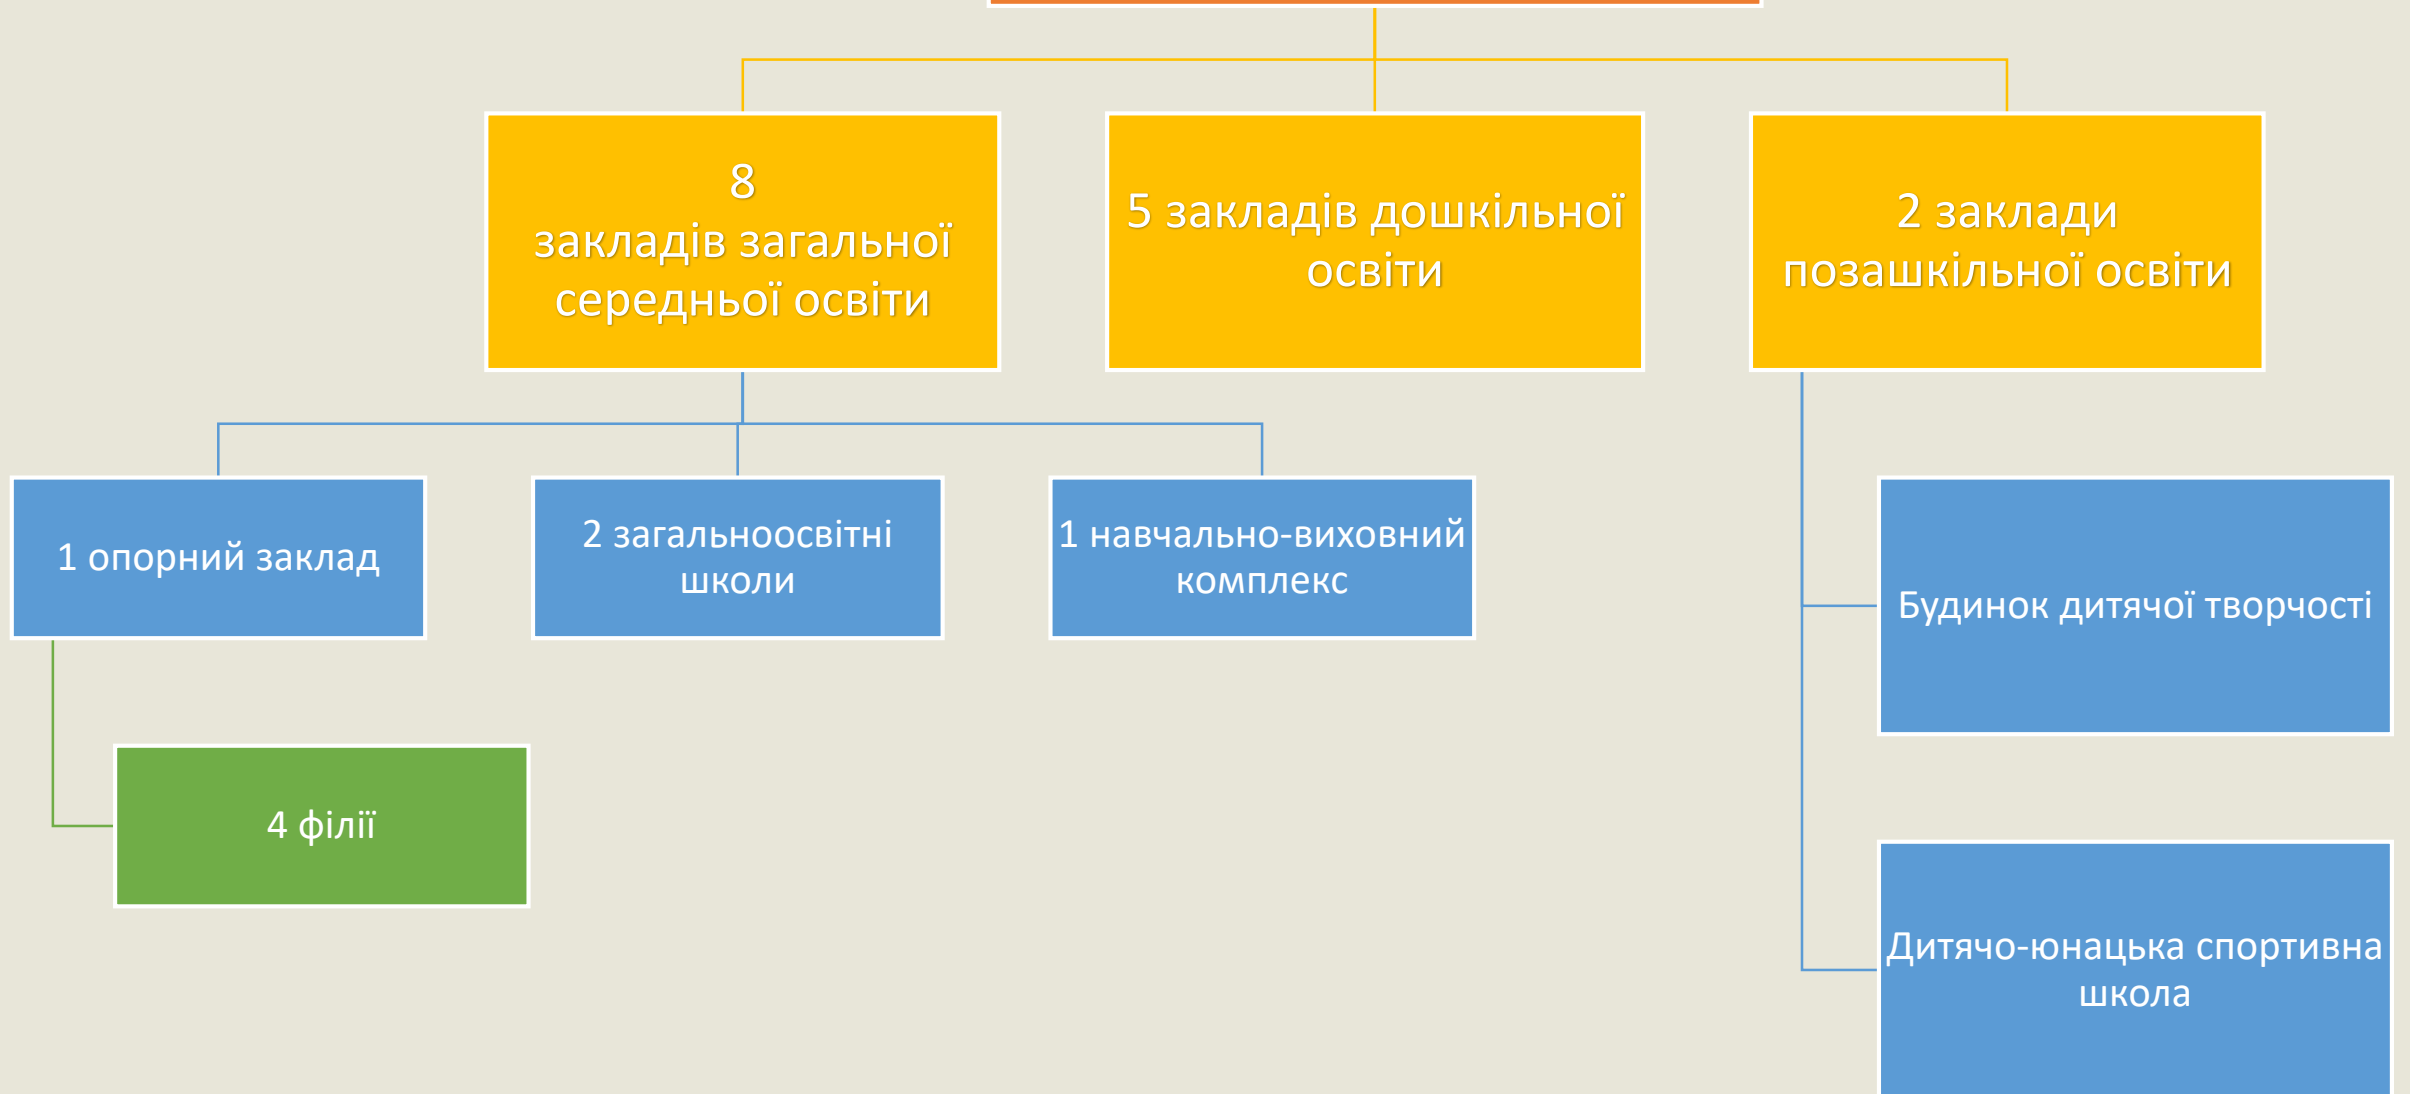 8
закладів загальної
середньої освіти
5 закладів дошкільної
освіти
2 заклади
позашкільної освіти
1 опорний заклад
2 загальноосвітні
школи
1 навчально-виховний
комплекс
Будинок дитячої творчості
4 філії
Дитячо-юнацька спортивна
школа